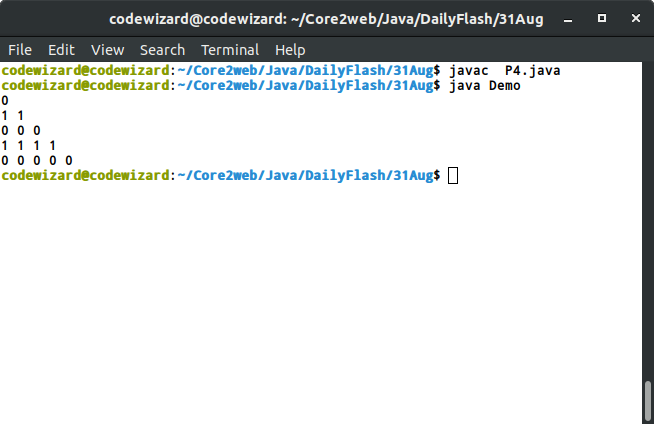 codewizard@codewizard: ~/Core2web/Java/DailyFlash/31Aug
File Edit View Search Terminal Help
codewizard@codewizard:~/Core2web/Java/DailyFlash/31Aug$ javac  P4.java
codewizard@codewizard:~/Core2web/Java/DailyFlash/31Aug$ java Demo
0
1 1
0 0 0
1 1 1 1
0 0 0 0 0
codewizard@codewizard:~/Core2web/Java/DailyFlash/31Aug$